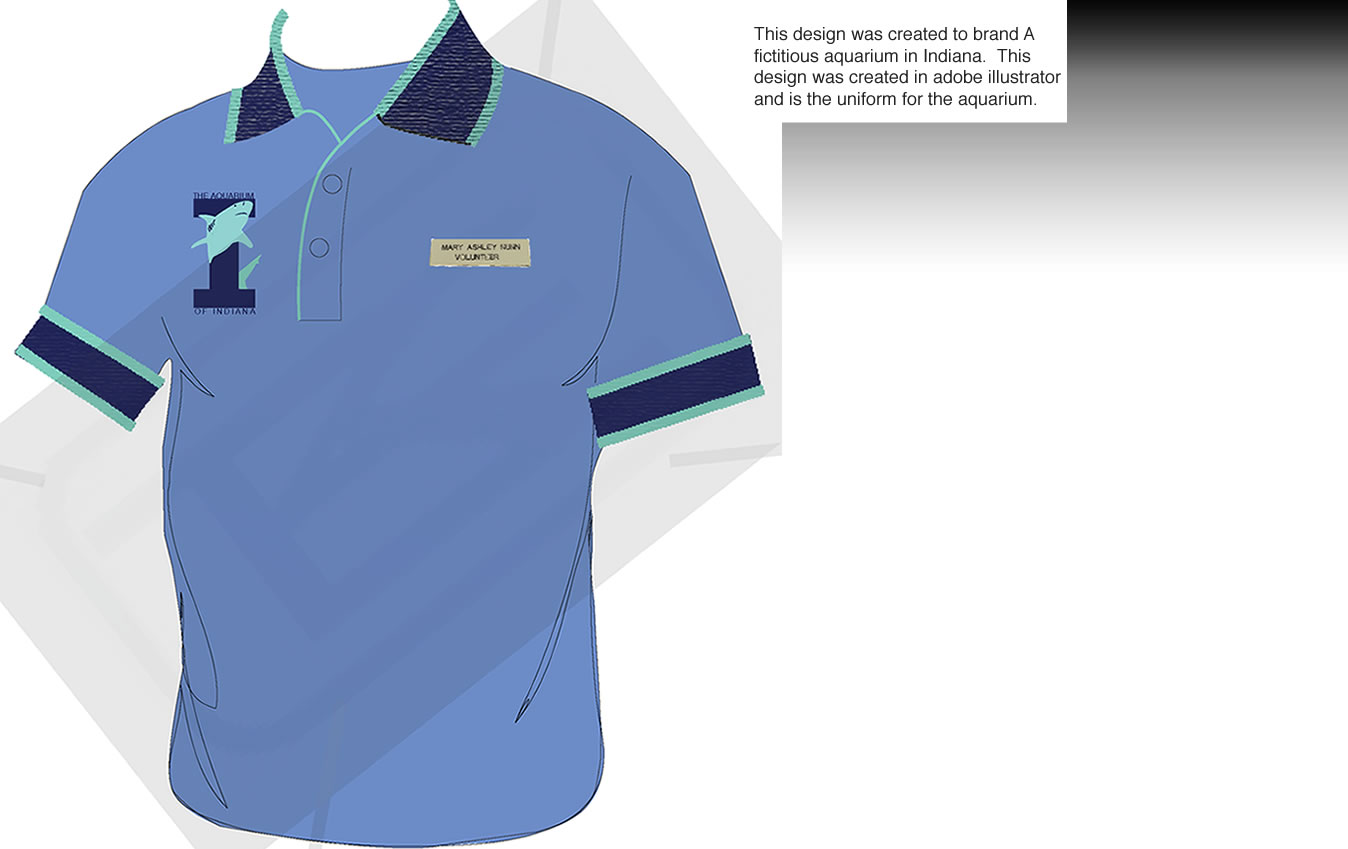 This design was created to brand A
fictitious aquarium in Indiana. This
design was created in adobe illustrator
and is the uniform for the aquarium.
THE AQUARIUM
OF INDIANA
MARY ASHLEY NUNN
VOLUNTEER